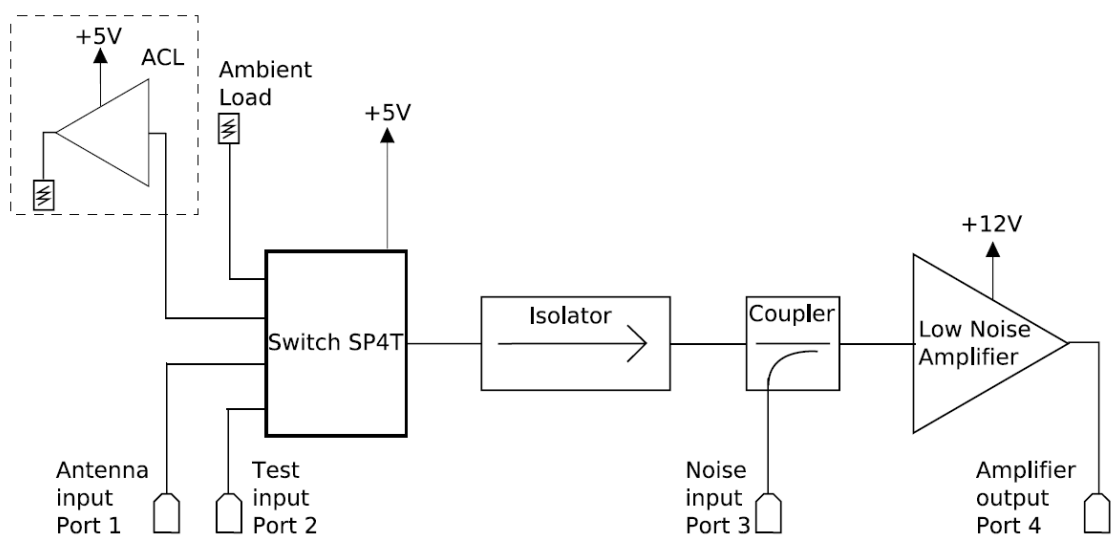 +5V
ACL
Ambient
Load
+5V
+12V
Switch SP4T
Isolator
Coupler
Low Noise
Amplifier
Antenna
input
Port 1
Test
input
Port 2
Noise
input
Port 3
Amplifier
output
Port 4